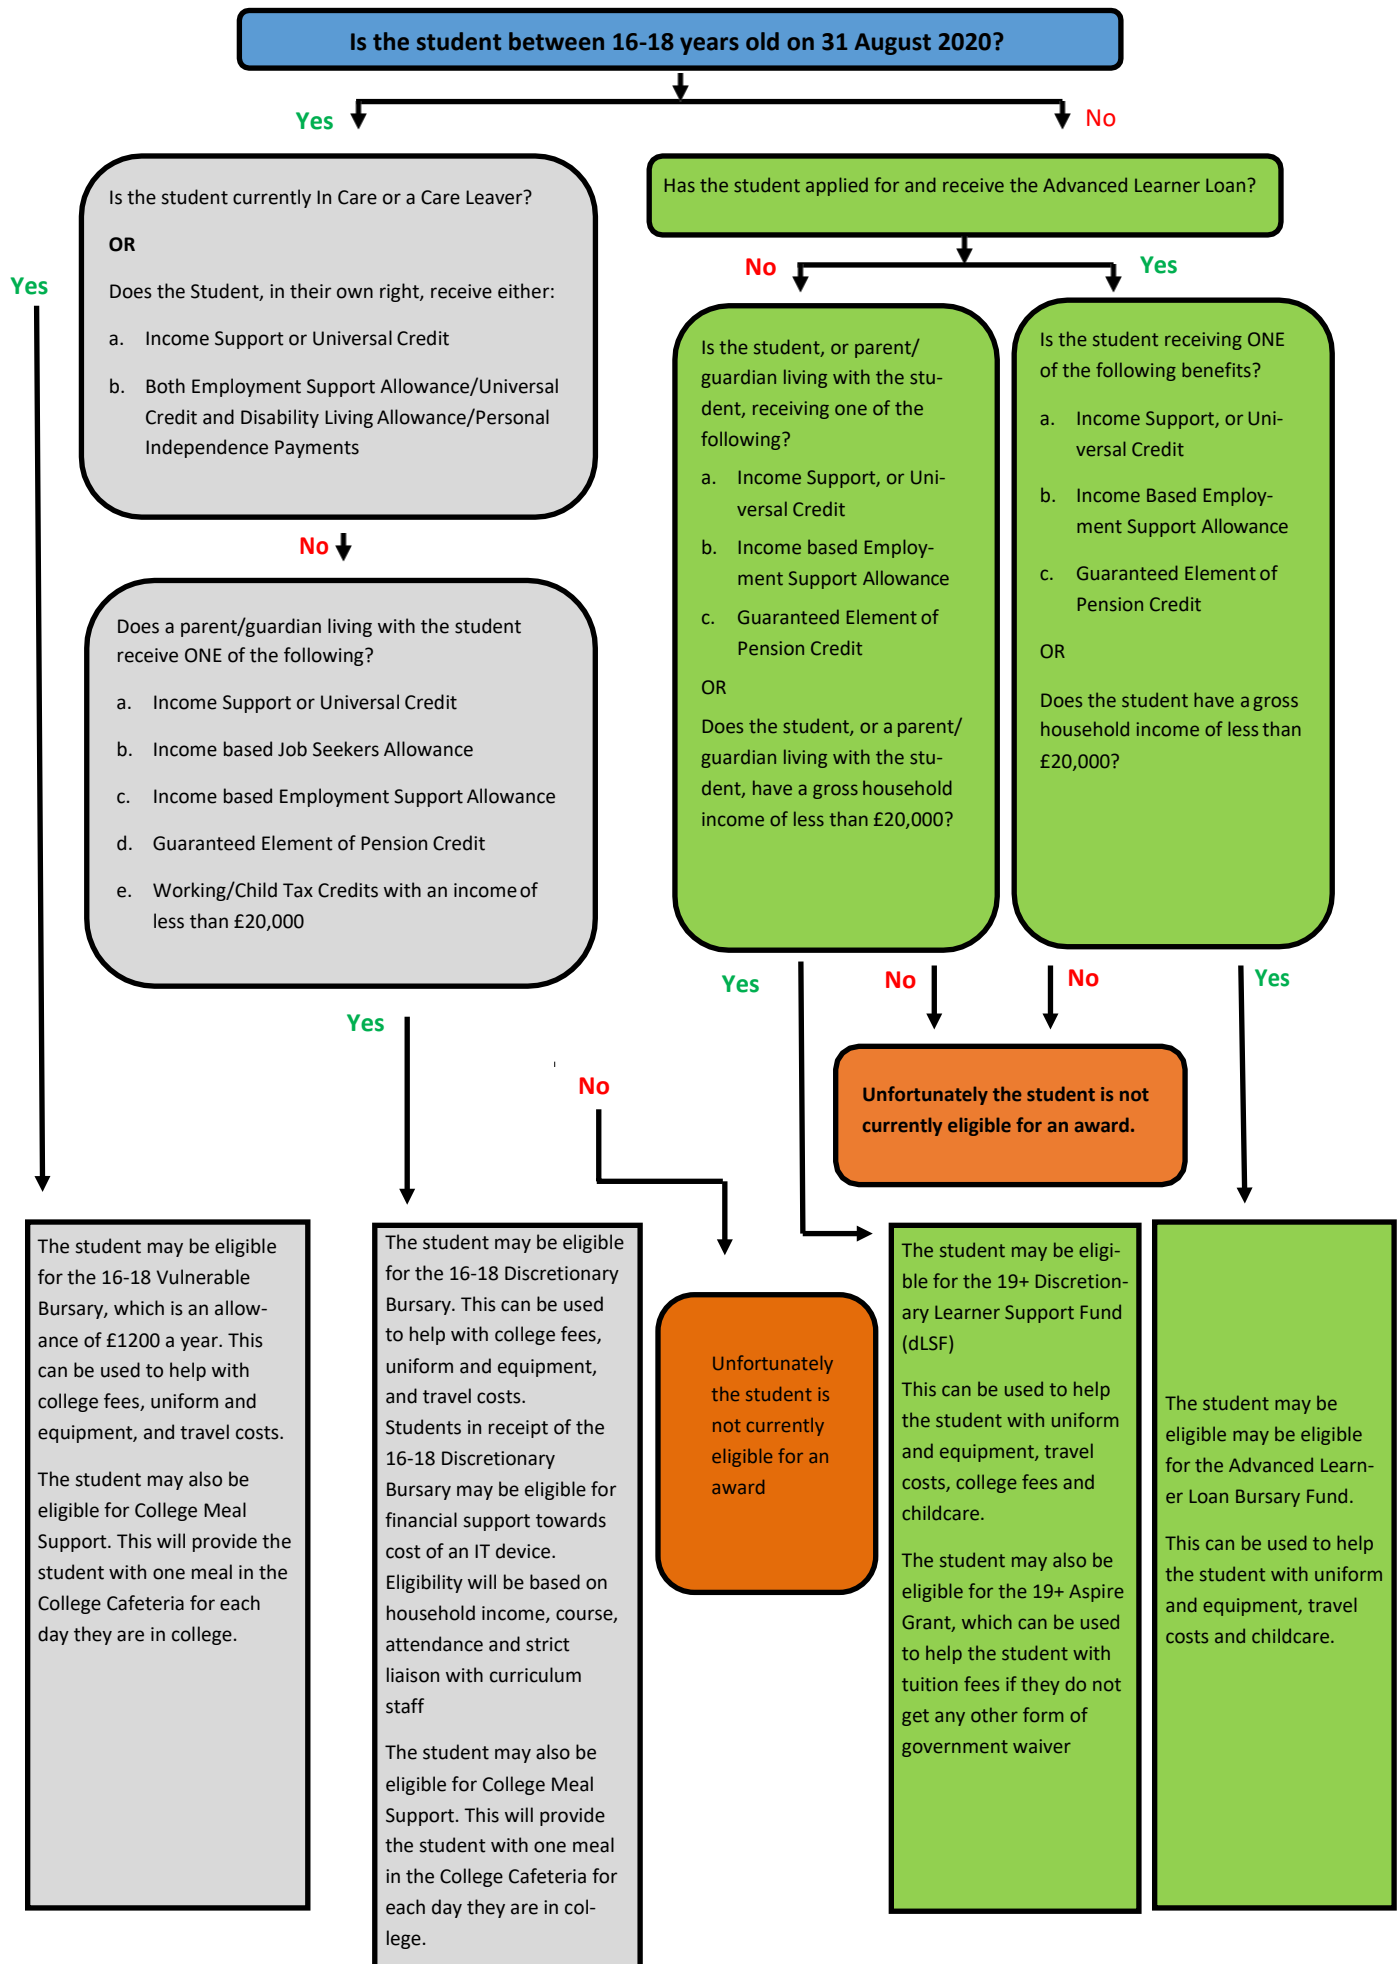 Is the student between 16-18 years old on 31 August 2020?
Yes
No
Is the student currently In Care or a Care Leaver?
OR
Does the Student, in their own right, receive either:
a. Income Support or Universal Credit
b. Both Employment Support Allowance/Universal
Credit and Disability Living Allowance/Personal
Independence Payments
Yes
No
Does a parent/guardian living with the student
receive ONE of the following?
a. Income Support or Universal Credit
b. Income based Job Seekers Allowance
c. Income based Employment Support Allowance
d. Guaranteed Element of Pension Credit
e. Working/Child Tax Credits with an income of
less than £20,000
Yes
No
Has the student applied for and receive the Advanced Learner Loan?
No
Yes
Is the student, or parent/
guardian living with the stu-
dent, receiving one of the
following?
a. Income Support, or Uni-
versal Credit
b. Income based Employ-
ment Support Allowance
c. Guaranteed Element of
Pension Credit
OR
Does the student, or a parent/
guardian living with the stu-
dent, have a gross household
income of less than £20,000?
Is the student receiving ONE
of the following benefits?
a. Income Support, or Uni-
versal Credit
b. Income Based Employ-
ment Support Allowance
c. Guaranteed Element of
Pension Credit
OR
Does the student have a gross
household income of less than
£20,000?
Yes
No
No
Yes
Unfortunately the student is not
currently eligible for an award.
The student may be eligible
for the 16-18 Vulnerable
Bursary, which is an allow-
ance of £1200 a year. This
can be used to help with
college fees, uniform and
equipment, and travel costs.
The student may also be
eligible for College Meal
Support. This will provide the
student with one meal in the
College Cafeteria for each
day they are in college.
The student may be eligible
for the 16-18 Discretionary
Bursary. This can be used
to help with college fees,
uniform and equipment,
and travel costs.
Students in receipt of the
16-18 Discretionary
Bursary may be eligible for
financial support towards
cost of an IT device.
Eligibility will be based on
household income, course,
attendance and strict
liaison with curriculum
staff
The student may also be
eligible for College Meal
Support. This will provide
the student with one meal
in the College Cafeteria for
each day they are in col-
lege.
Unfortunately
the student is
not currently
eligible for an
award
The student may be eligi-
ble for the 19+ Discretion-
ary Learner Support Fund
(dLSF)
This can be used to help
the student with uniform
and equipment, travel
costs, college fees and
childcare.
The student may also be
eligible for the 19+ Aspire
Grant, which can be used
to help the student with
tuition fees if they do not
get any other form of
government waiver
The student may be
eligible may be eligible
for the Advanced Learn-
er Loan Bursary Fund.
This can be used to help
the student with uniform
and equipment, travel
costs and childcare.